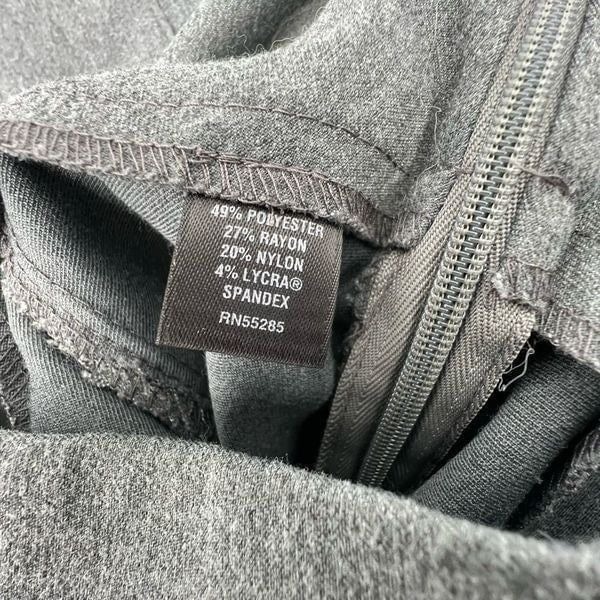 49% POLYESTER
27% RAYON
20% NYLON
4% LYCRA®
SPANDEX
RN55285